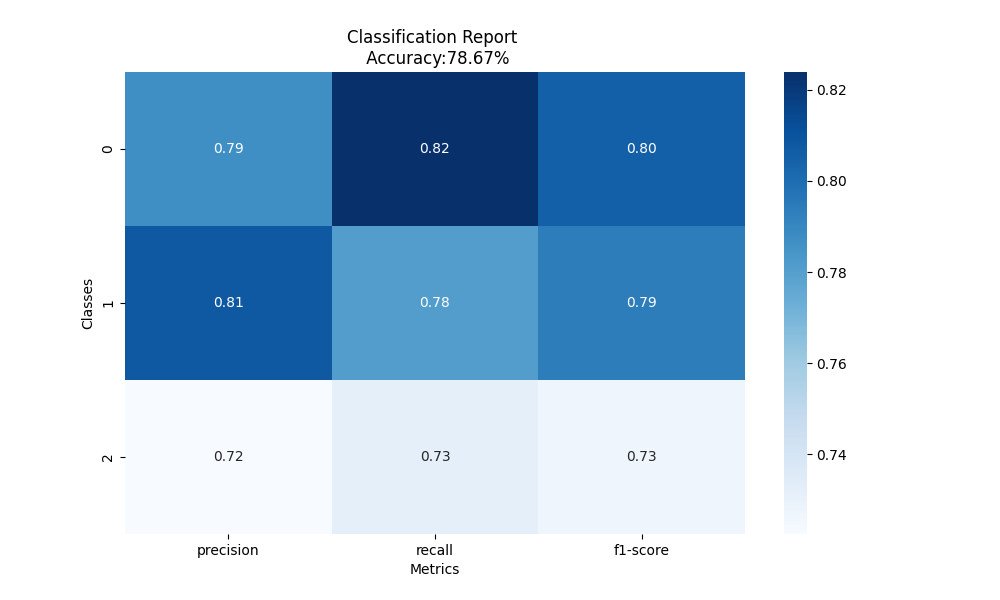 Classification Report
Accuracy:78.67%
0.82
0
0.79
0.82
0.80
0.80
0.78
Classes
1
0.81
0.78
0.79
0.76
2
0.72
0.73
0.73
0.74
precision
recall
f1-score
Metrics